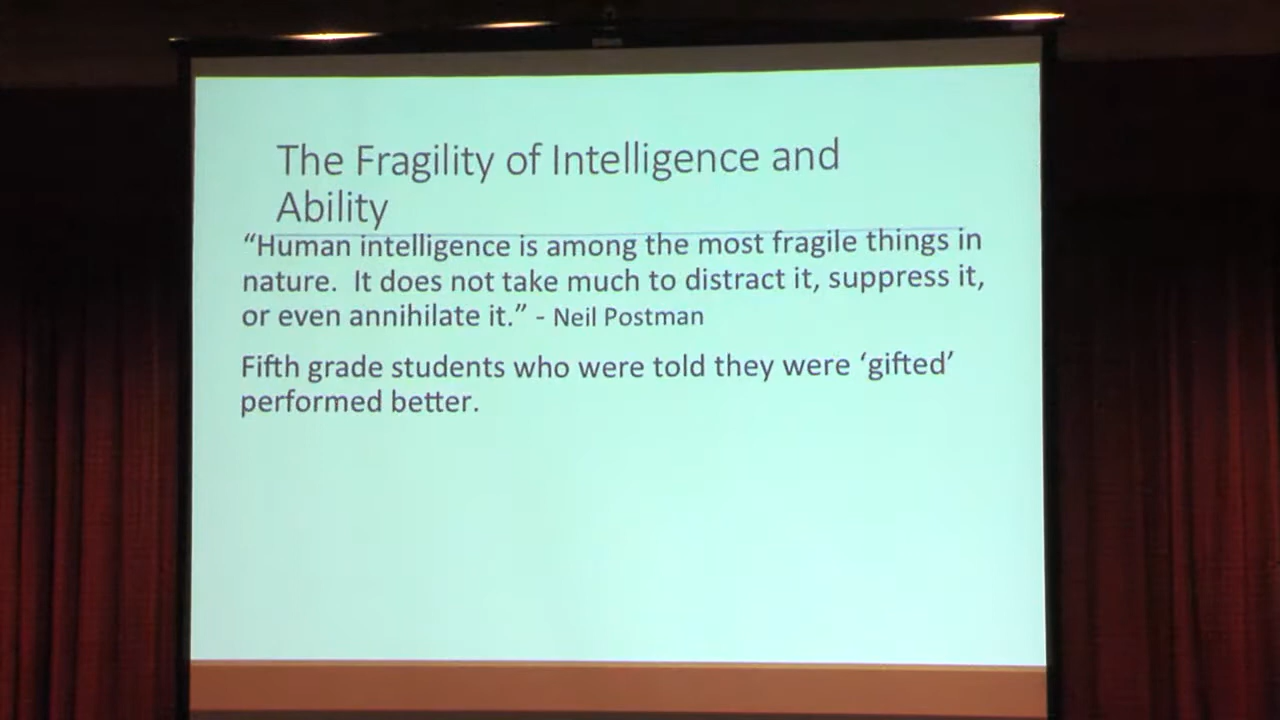 The Fragility of Intelligence and
Ability
“Human intelligence is among the most fragile things in
nature.  It does not take much to distract it, suppress it,
or even annihilate it.” - Neil Postman
Fifth grade students who were told they were ‘gifted’
performed better.